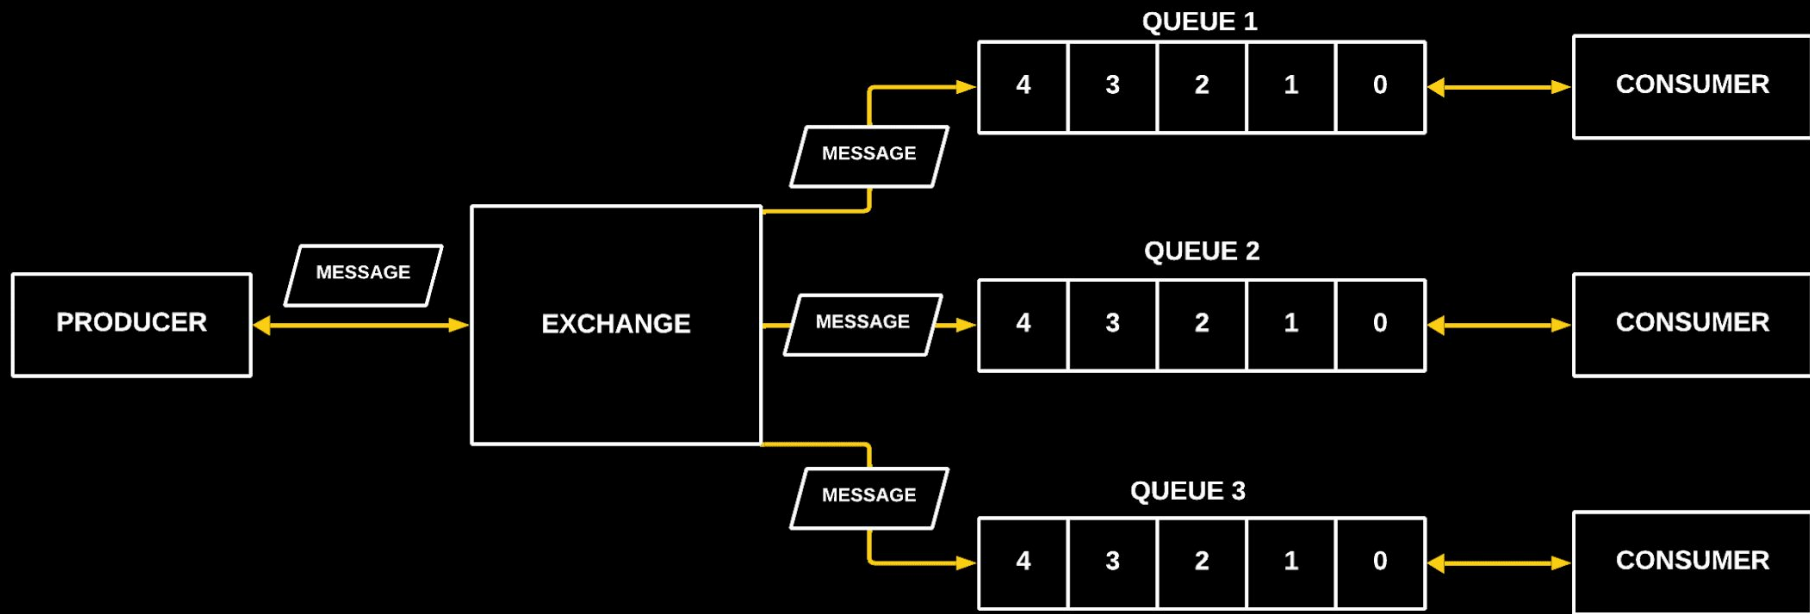 QUEUE 1
4 3 2 1 0
CONSUMER
MESSAGE
QUEUE 2
MESSAGE
PRODUCER
EXCHANGE
MESSAGE
4 3 2 1 0
CONSUMER
QUEUE 3
MESSAGE
4 3 2 1 0
CONSUMER